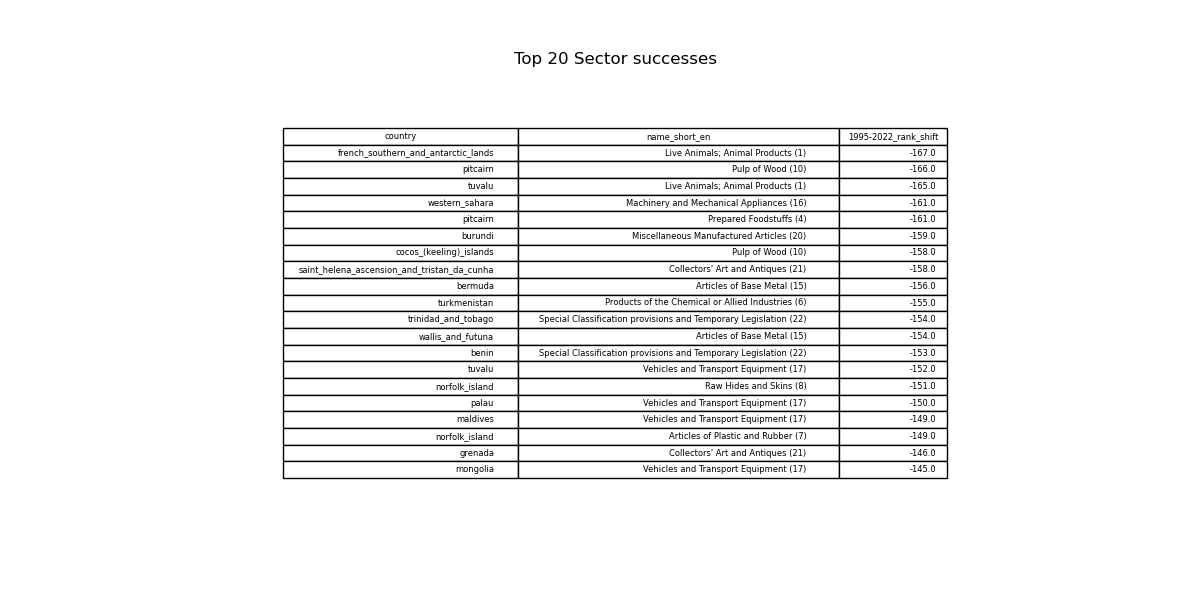 Top 20 Sector successes
country name_short_en 1995-2022_rank_shift
french_southern_and_antarctic_lands Live Animals; Animal Products (1) -167.0
pitcairn Pulp of Wood (10) -166.0
tuvalu Live Animals; Animal Products (1) -165.0
western_sahara Machinery and Mechanical Appliances (16) -161.0
pitcairn Prepared Foodstuffs (4) -161.0
burundi Miscellaneous Manufactured Articles (20) -159.0
cocos_(keeling)_islands Pulp of Wood (10) -158.0
saint_helena_ascension_and_tristan_da_cunha Collectors' Art and Antiques (21) -158.0
bermuda Articles of Base Metal (15) -156.0
turkmenistan Products of the Chemical or Allied Industries (6) -155.0
trinidad_and_tobago Special Classification provisions and Temporary Legislation (22) -154.0
wallis_and_futuna Articles of Base Metal (15) -154.0
benin Special Classification provisions and Temporary Legislation (22) -153.0
tuvalu Vehicles and Transport Equipment (17) -152.0
norfolk_island Raw Hides and Skins (8) -151.0
palau Vehicles and Transport Equipment (17) -150.0
maldives Vehicles and Transport Equipment (17) -149.0
norfolk_island Articles of Plastic and Rubber (7) -149.0
grenada Collectors' Art and Antiques (21) -146.0
mongolia Vehicles and Transport Equipment (17) -145.0